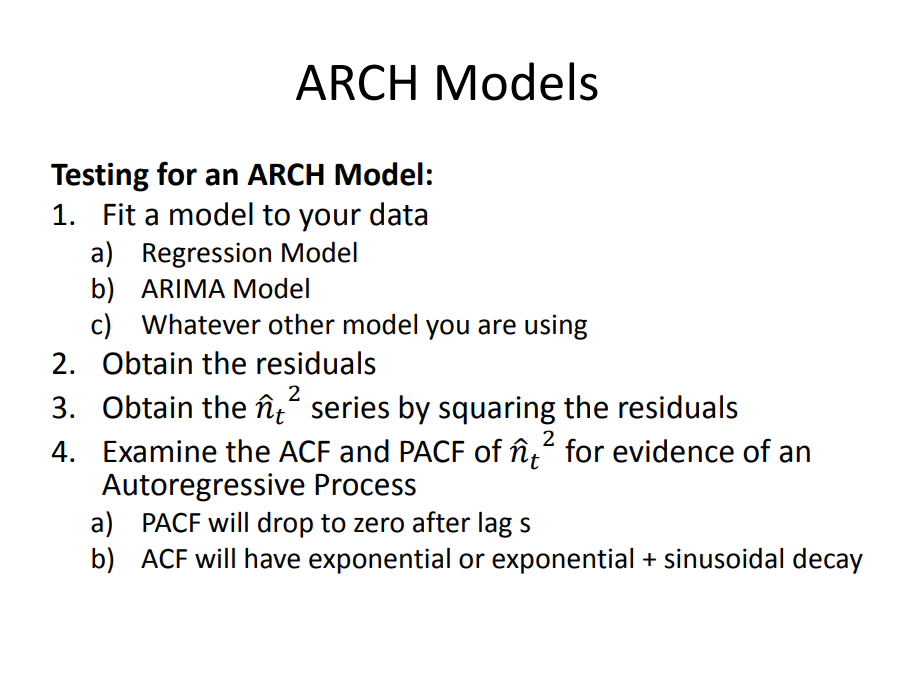 ARCH Models
Testing for an ARCH Model:
1. Fit a model to your data
a) Regression Model
b) ARIMA Model
c) Whatever other model you are using
2. Obtain the residuals
3. Obtain the n̂ₜ² series by squaring the residuals
4. Examine the ACF and PACF of n̂ₜ² for evidence of an
Autoregressive Process
a) PACF will drop to zero after lag s
b) ACF will have exponential or exponential + sinusoidal decay